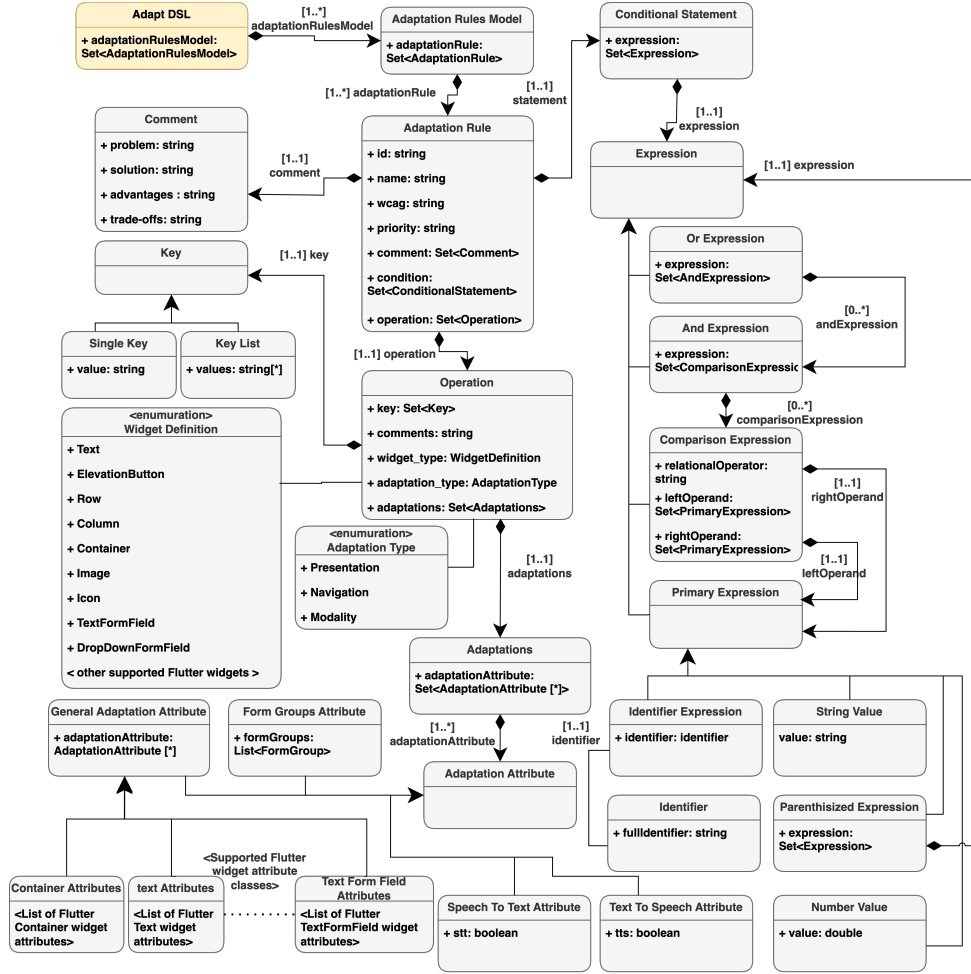 Adapt DSL
+ adaptationRulesModel:
Set<AdaptationRulesModel>
[1..*]
adaptationRulesModel
Adaptation Rules Model
+ adaptationRule:
Set<AdaptationRule>
Conditional Statement
+ expression:
Set<Expression>
[1..*] adaptationRule
[1..1]
statement
[1..1]
expression
Comment
+ problem: string
+ solution: string
+ advantages : string
+ trade-offs: string
[1..1]
comment
Adaptation Rule
+ id: string
+ name: string
+ wcag: string
+ priority: string
+ comment: Set<Comment>
+ condition:
Set<ConditionalStatement>
+ operation: Set<Operation>
Expression
[1..1] expression
Key
[1..1] key
Single Key
+ value: string
Key List
+ values: string[*]
Or Expression
+ expression:
Set<AndExpression>
[0..*]
andExpression
And Expression
+ expression:
Set<ComparisonExpressic
[0..*]
comparisonExpression
[1..1] operation
Operation
+ key: Set<Key>
+ comments: string
+ widget_type: WidgetDefinition
+ adaption_type: AdaptationType
+ adaptations: Set<Adaptations>
Comparison Expression
+ relationalOperator:
string
+ leftOperand:
Set<PrimaryExpression>
+ rightOperand:
Set<PrimaryExpression>
[1..1]
rightOperand
[1..1]
leftOperand
<enumuration>
Widget Definition
+ Text
+ ElevationButton
+ Row
+ Column
+ Container
+ Image
+ Icon
+ TextFormField
+ DropDownFormField
< other supported Flutter widgets >
<enumuration>
Adaptation Type
+ Presentation
+ Navigation
+ Modality
[1..1]
adaptations
Primary Expression
Adaptations
+ adaptationAttribute:
Set<AdaptationAttribute [*]>
General Adaptation Attribute
+ adaptationAttribute:
AdaptationAttribute [*]
Form Groups Attribute
+ formGroups:
List<FormGroup>
[1..*]
adaptationAttribute
[1..1]
identifier
Identifier Expression
+ identifier: identifier
String Value
value: string
Adaptation Attribute
Identifier
+ fullIdentifier: string
Parenthisized Expression
+ expression:
Set<Expression>
<Supported Flutter
widget attribute
classes>
Container Attributes
<List of Flutter
Container widget
attributes>
text Attributes
<List of Flutter
Text widget
attributes>
Text Form Field
Attributes
<List of Flutter
TextFormField widget
attributes>
Speech To Text Attribute
+ stt: boolean
Text To Speech Attribute
+ tts: boolean
Number Value
+ value: double